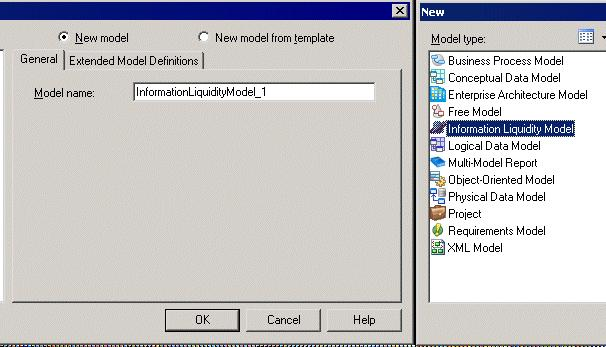 New model
New model from template
General
Extended Model Definitions
Model name:
InformationLiquidityModel_1
OK
Cancel
Help
New
Model type:
Business Process Model
Conceptual Data Model
Enterprise Architecture Model
Free Model
Information Liquidity Model
Logical Data Model
Multi-Model Report
Object-Oriented Model
Physical Data Model
Project
Requirements Model
XML Model